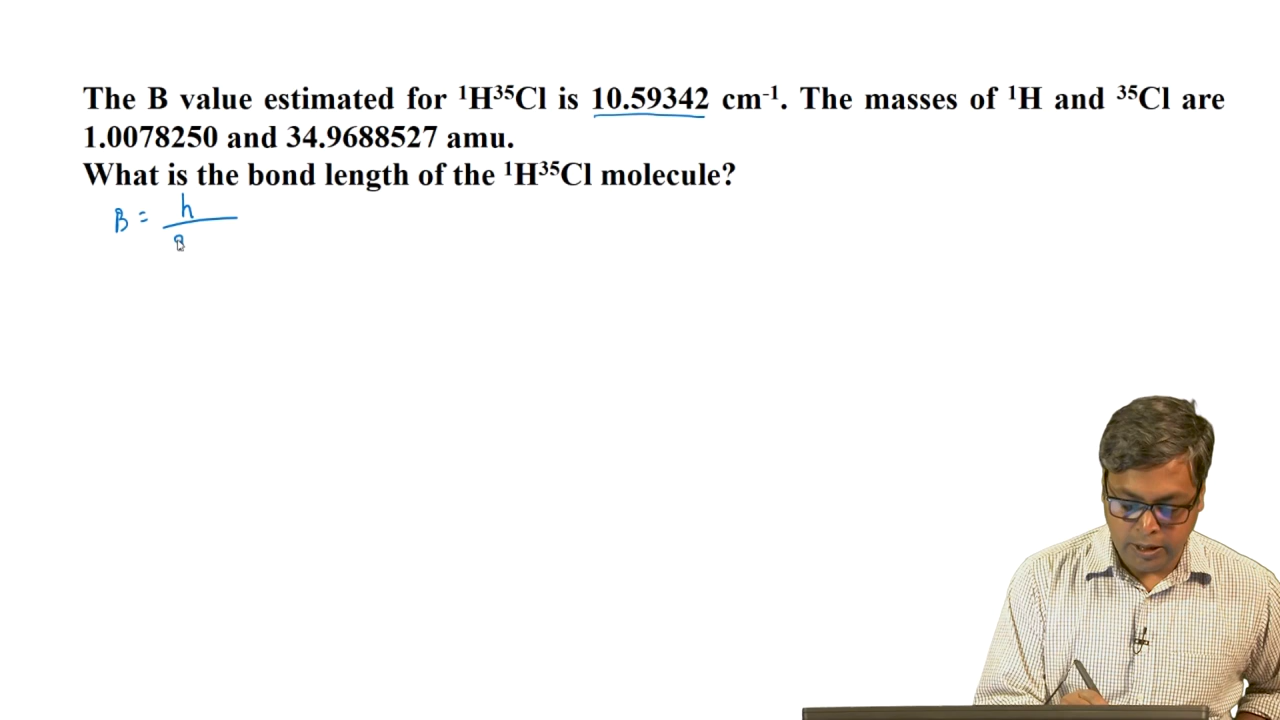 The B value estimated for ¹H³⁵Cl is 10.59342 cm⁻¹. The masses of ¹H and ³⁵Cl are
1.0078250 and 34.9688527 amu.
What is the bond length of the ¹H³⁵Cl molecule?
B = h
8